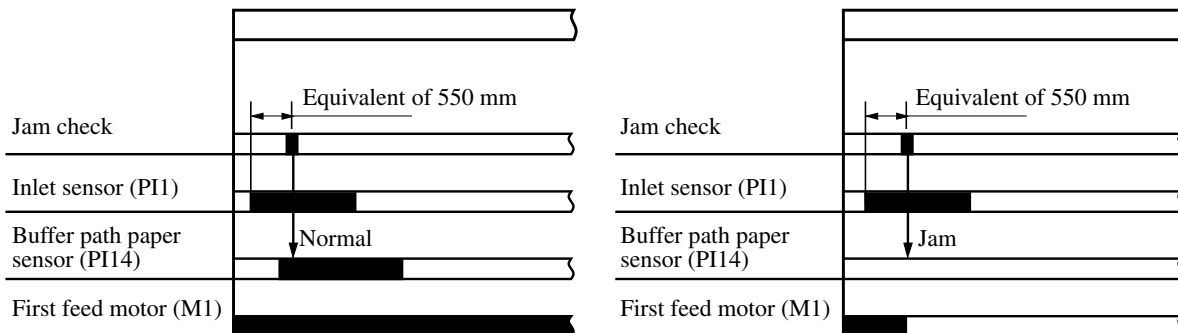 Equivalent of 550 mm
Jam check
Inlet sensor (PI1)
Normal
Buffer path paper
sensor (PI14)
First feed motor (M1)
Equivalent of 550 mm
Jam check
Inlet sensor (PI1)
Jam
Buffer path paper
sensor (PI14)
First feed motor (M1)